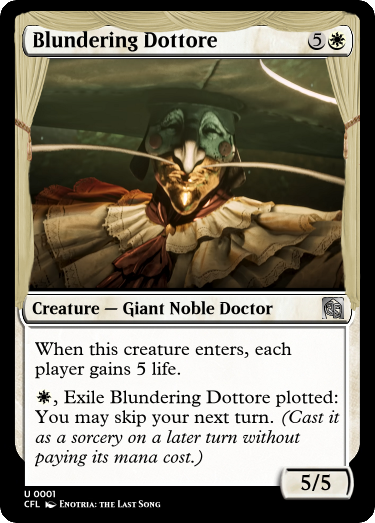 Blundering Dottore 5
Creature — Giant Noble Doctor
When this creature enters, each
player gains 5 life.
, Exile Blundering Dottore plotted:
You may skip your next turn. (Cast it
as a sorcery on a later turn without
paying its mana cost.)
5/5
U 0001
CFL Enotria: the Last Song